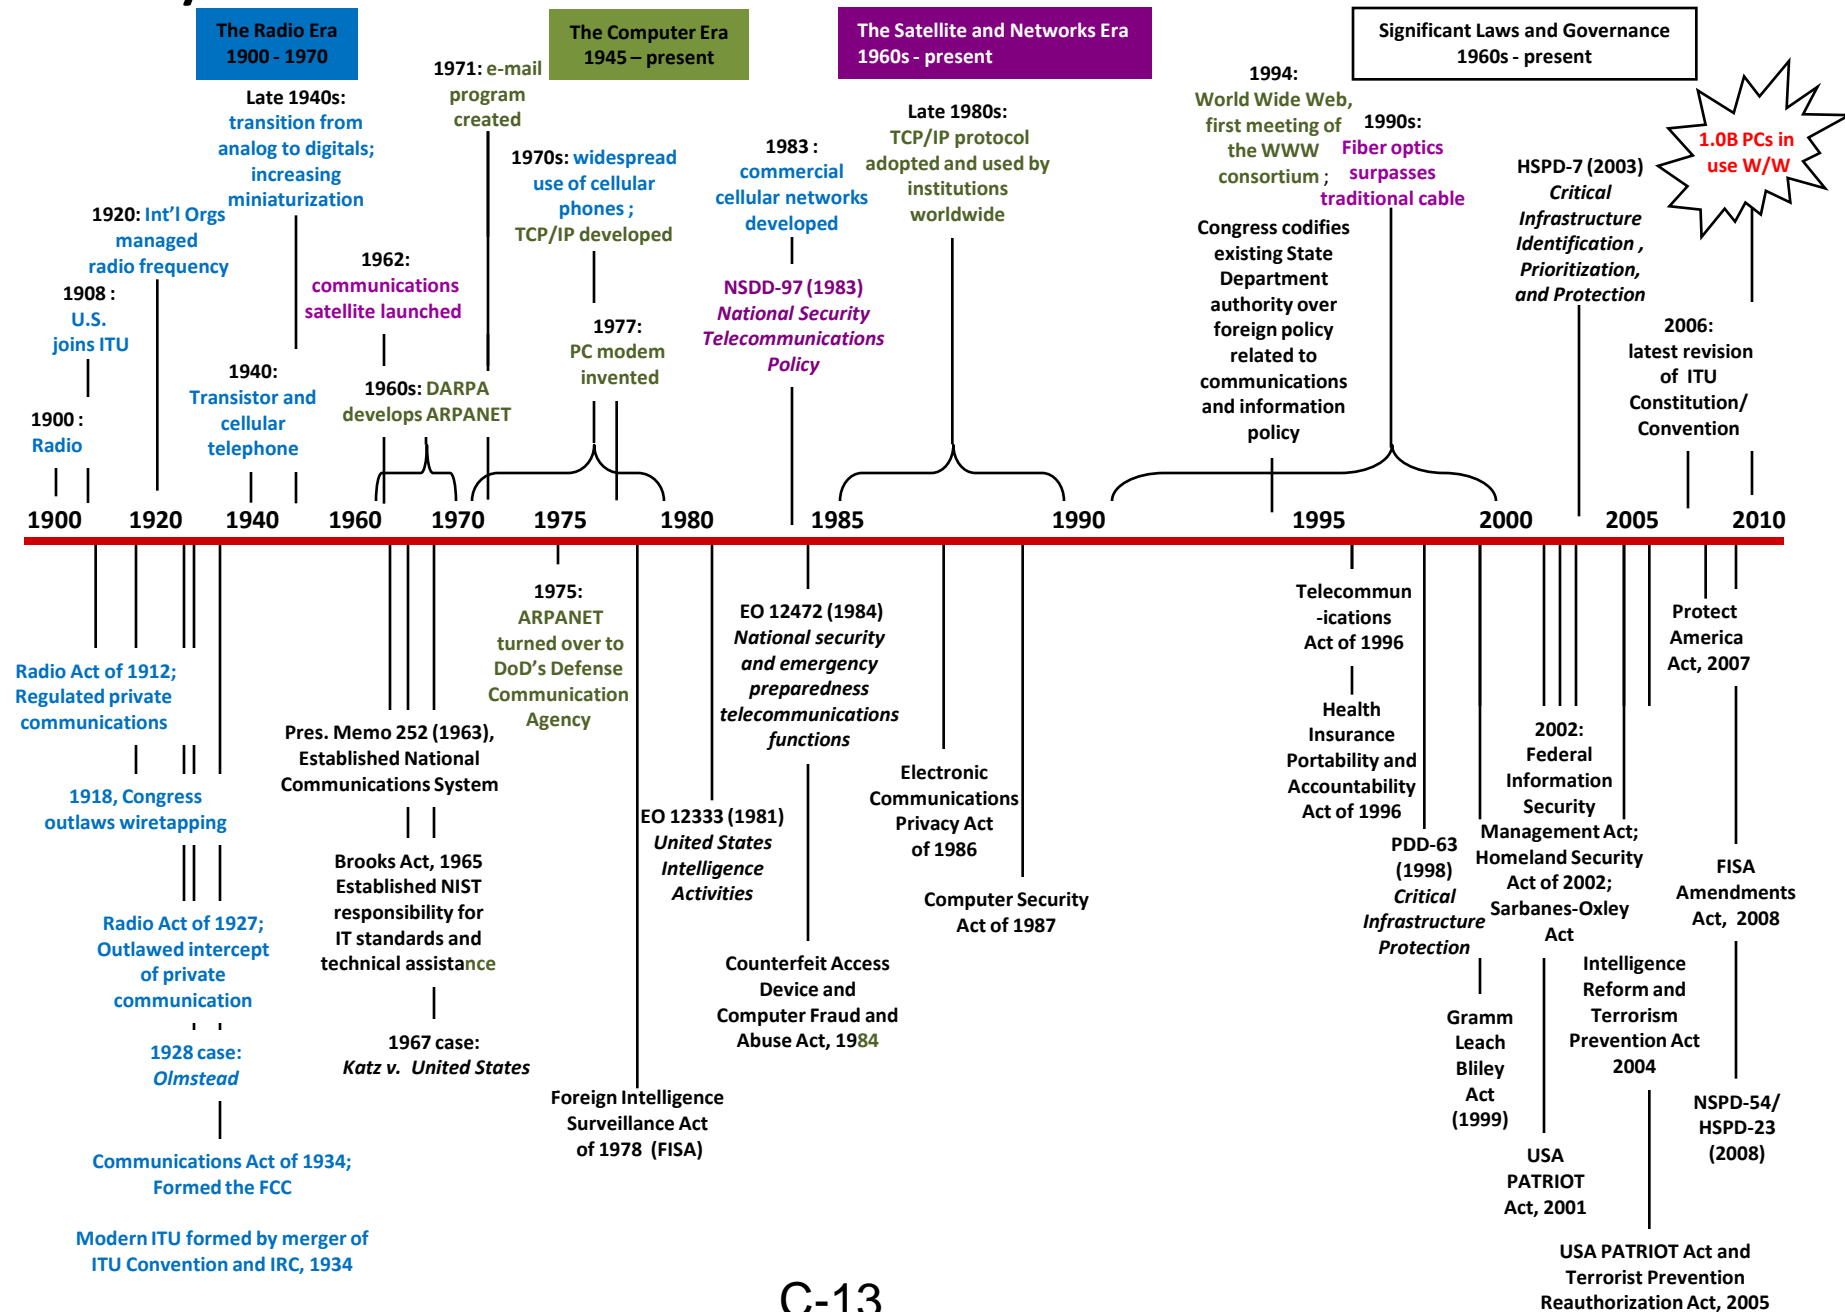 The Radio Era
1900 - 1970
The Computer Era
1945 – present
The Satellite and Networks Era
1960s - present
Significant Laws and Governance
1960s - present
1900 :
Radio
1908 :
U.S.
joins ITU
1920: Int'l Orgs
managed
radio frequency
Late 1940s:
transition from
analog to digitals;
increasing
miniaturization
1940:
Transistor and
cellular
telephone
1962:
communications
satellite launched
1960s: DARPA
develops ARPANET
1971: e-mail
program
created
1970s: widespread
use of cellular
phones ;
TCP/IP developed
1977:
PC modem
invented
1983 :
commercial
cellular networks
developed
NSDD-97 (1983)
National Security
Telecommunications
Policy
Late 1980s:
TCP/IP protocol
adopted and used by
institutions
worldwide
1994:
World Wide Web,
first meeting of
the WWW
consortium ;
Congress codifies
existing State
Department
authority over
foreign policy
related to
communications
and information
policy
1990s:
Fiber optics
surpasses
traditional cable
HSPD-7 (2003)
Critical
Infrastructure
Identification ,
Prioritization,
and Protection
1.0B PCs in
use W/W
2006:
latest revision
of ITU
Constitution/
Convention
1900 1920 1940 1960 1970 1975 1980 1985 1990 1995 2000 2005 2010
Radio Act of 1912;
Regulated private
communications
1918, Congress
outlaws wiretapping
Radio Act of 1927;
Outlawed intercept
of private
communication
1928 case:
Olmstead
Communications Act of 1934;
Formed the FCC
Modern ITU formed by merger of
ITU Convention and IRC, 1934
Pres. Memo 252 (1963),
Established National
Communications System
Brooks Act, 1965
Established NIST
responsibility for
IT standards and
technical assistance
1967 case:
Katz v. United States
1975:
ARPANET
turned over to
DoD's Defense
Communication
Agency
Foreign Intelligence
Surveillance Act
of 1978 (FISA)
EO 12333 (1981)
United States
Intelligence
Activities
EO 12472 (1984)
National security
and emergency
preparedness
telecommunications
functions
Counterfeit Access
Device and
Computer Fraud and
Abuse Act, 1984
Electronic
Communications
Privacy Act
of 1986
Computer Security
Act of 1987
Telecommun
-ications
Act of 1996
Health
Insurance
Portability and
Accountability
Act of 1996
PDD-63
(1998)
Critical
Infrastructure
Protection
Gramm
Leach
Bliley
Act
(1999)
2002:
Federal
Information
Security
Management Act;
Homeland Security
Act of 2002;
Sarbanes-Oxley
Act
USA
PATRIOT
Act, 2001
Intelligence
Reform and
Terrorism
Prevention Act
2004
USA PATRIOT Act and
Terrorist Prevention
Reauthorization Act, 2005
Protect
America
Act, 2007
FISA
Amendments
Act, 2008
NSPD-54/
HSPD-23
(2008)
C-13